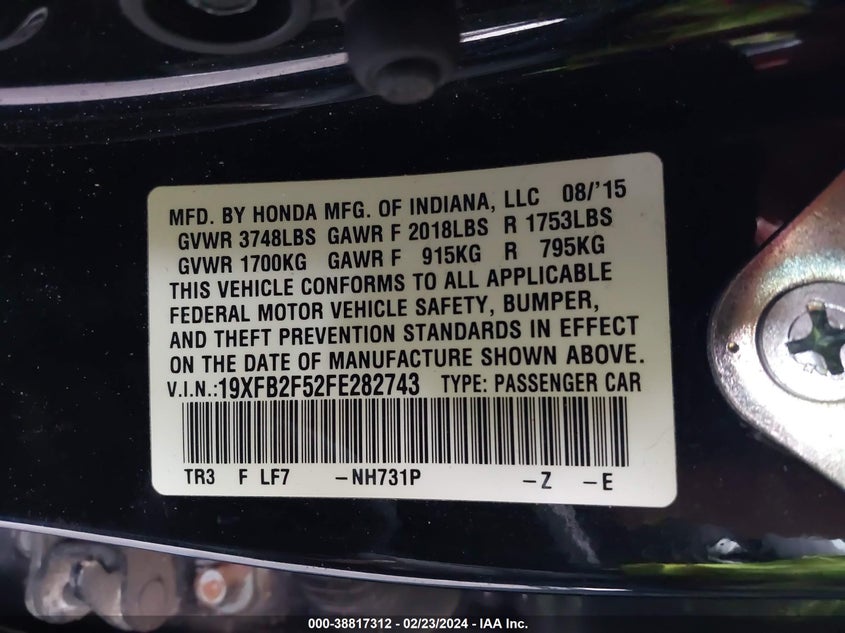 MFD. BY HONDA MFG. OF INDIANA, LLC 08/'15
GVWR 3748LBS GAWR F 2018LBS R 1753LBS
GVWR 1700KG GAWR F 915KG R 795KG
THIS VEHICLE CONFORMS TO ALL APPLICABLE
FEDERAL MOTOR VEHICLE SAFETY, BUMPER,
AND THEFT PREVENTION STANDARDS IN EFFECT
ON THE DATE OF MANUFACTURE SHOWN ABOVE.
V.I.N.:19XFB2F52FE282743 TYPE: PASSENGER CAR
TR3 F LF7 -NH731P -Z -E
000-38817312 - 02/23/2024 - IAA Inc.